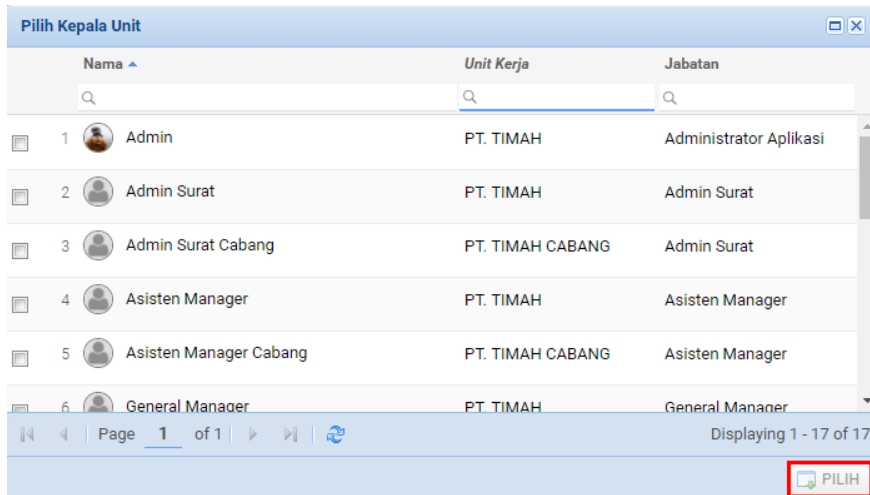 Pilih Kepala Unit
Nama Unit Kerja Jabatan
1 Admin PT. TIMAH Administrator Aplikasi
2 Admin Surat PT. TIMAH Admin Surat
3 Admin Surat Cabang PT. TIMAH CABANG Admin Surat
4 Asisten Manager PT. TIMAH Asisten Manager
5 Asisten Manager Cabang PT. TIMAH CABANG Asisten Manager
6 General Manager PT. TIMAH General Manager
Page 1 of 1 Displaying 1 - 17 of 17
PILIH